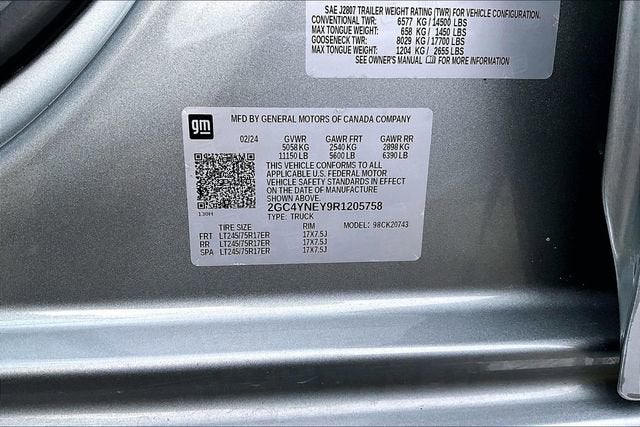 SAE J2807 TRAILER WEIGHT RATING (TWR) FOR VEHICLE CONFIGURATION.
CONVENTIONAL TWR: 6577 KG / 14500 LBS
MAX TONGUE WEIGHT: 658 KG / 1450 LBS
GOOSENECK TWR: 8029 KG / 17700 LBS
MAX TONGUE WEIGHT: 1204 KG / 2655 LBS
SEE OWNER'S MANUAL FOR MORE INFORMATION
gm MFD BY GENERAL MOTORS OF CANADA COMPANY
02/24 GVWR GAWR FRT GAWR RR
5058 KG 2540 KG 2898 KG
11150 LB 5600 LB 6390 LB
THIS VEHICLE CONFORMS TO ALL
APPLICABLE U.S. FEDERAL MOTOR
VEHICLE SAFETY STANDARDS IN EFFECT
ON THE DATE OF MANUFACTURE
SHOWN ABOVE.
2GC4YNEY9R1205758
130H TYPE: TRUCK
MODEL: 98CK20743
TIRE SIZE RIM
FRT LT245/75R17ER 17X7.5J
RR LT245/75R17ER 17X7.5J
SPA LT245/75R17ER 17X7.5J